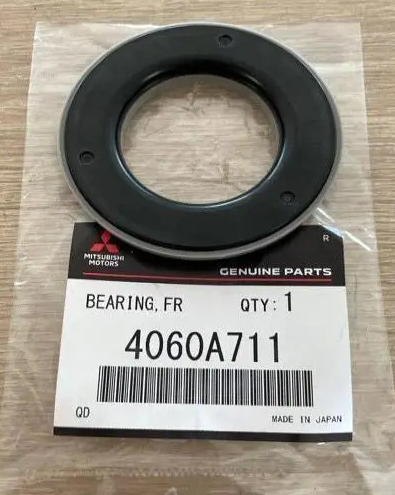 R
MITSUBISHI
MOTORS
GENUINE PARTS
BEARING, FR QTY: 1
4060A711
QD
MADE IN JAPAN